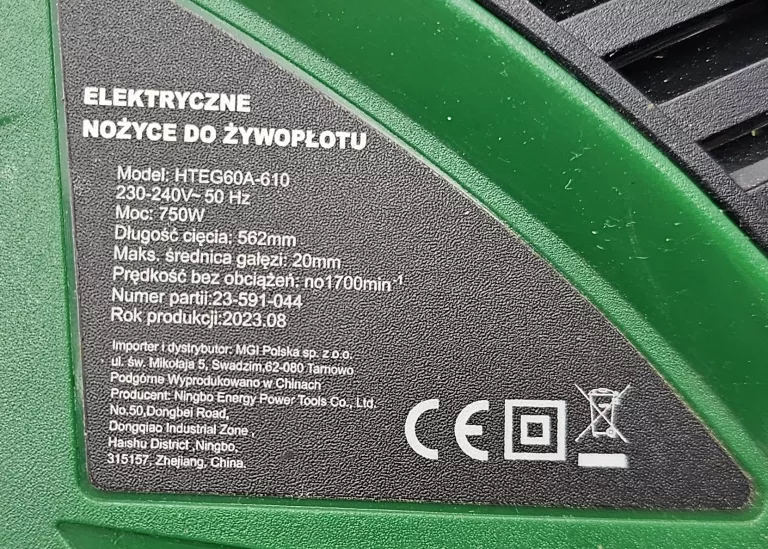 ELEKTRYCZNE
NOŻYCE DO ŻYWOPŁOTU
Model: HTEG60A-610
230-240V~ 50 Hz
Moc: 750W
Długość cięcia: 562mm
Maks. średnica gałęzi: 20mm
Prędkość bez obciążeń: no1700min⁻¹
Numer partii:23-591-044
Rok produkcji:2023.08
Importer i dystrybutor: MGI Polska sp. z o.o.
ul. św. Mikołaja 5, Swadzim,62-080 Tarnowo
Podgórne Wyprodukowano w Chinach
Producent: Ningbo Energy Power Tools Co., Ltd.
No.50,Dongbei Road,
Dongqiao Industrial Zone
Haishu District ,Ningbo,
315157, Zhejiang, China.
CE